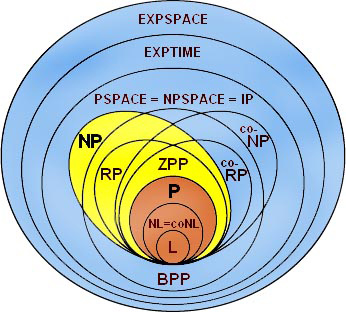 EXPSPACE
EXPTIME
PSPACE = NPSPACE = IP
NP
co-
NP
RP
ZPP
co-
RP
P
NL=coNL
L
BPP